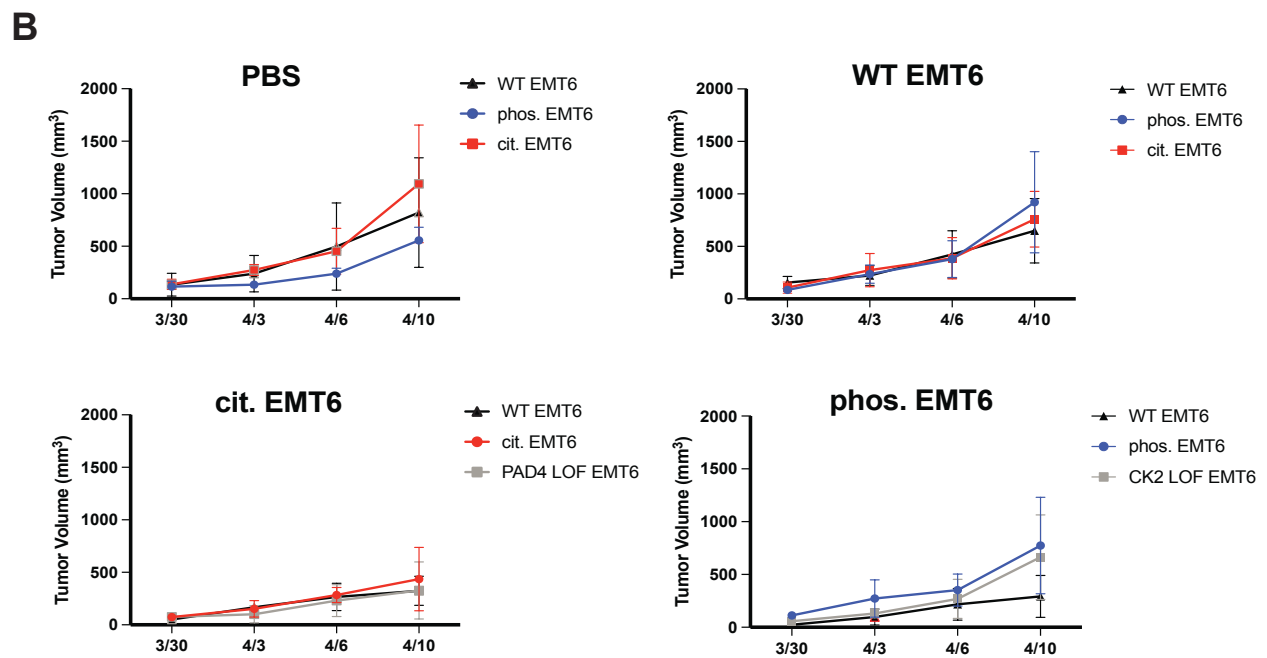 B
PBS
WT EMT6
phos. EMT6
cit. EMT6
Tumor Volume (mm³)
2000
1500
1000
500
0
3/30 4/3 4/6 4/10
WT EMT6
WT EMT6
phos. EMT6
cit. EMT6
Tumor Volume (mm³)
2000
1500
1000
500
0
3/30 4/3 4/6 4/10
cit. EMT6
WT EMT6
cit. EMT6
PAD4 LOF EMT6
Tumor Volume (mm³)
2000
1500
1000
500
0
3/30 4/3 4/6 4/10
phos. EMT6
WT EMT6
phos. EMT6
CK2 LOF EMT6
Tumor Volume (mm³)
2000
1500
1000
500
0
3/30 4/3 4/6 4/10